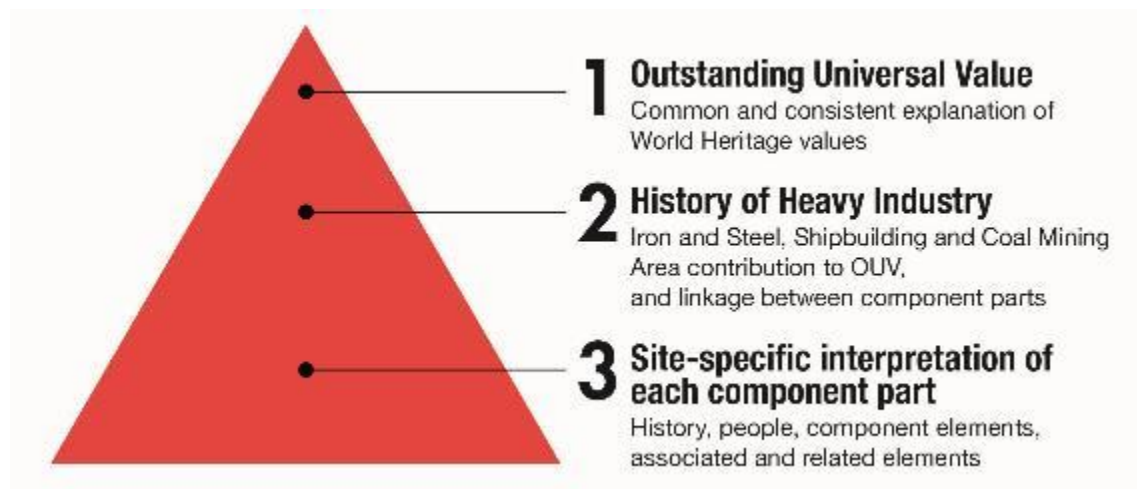 1 Outstanding Universal Value
Common and consistent explanation of
World Heritage values
2 History of Heavy Industry
Iron and Steel, Shipbuilding and Coal Mining
Area contribution to OUV,
and linkage between component parts
3 Site-specific interpretation of
each component part
History, people, component elements,
associated and related elements